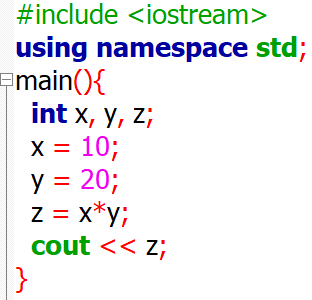 #include <iostream>
using namespace std;
main(){
int x, y, z;
x = 10;
y = 20;
z = x*y;
cout << z;
}